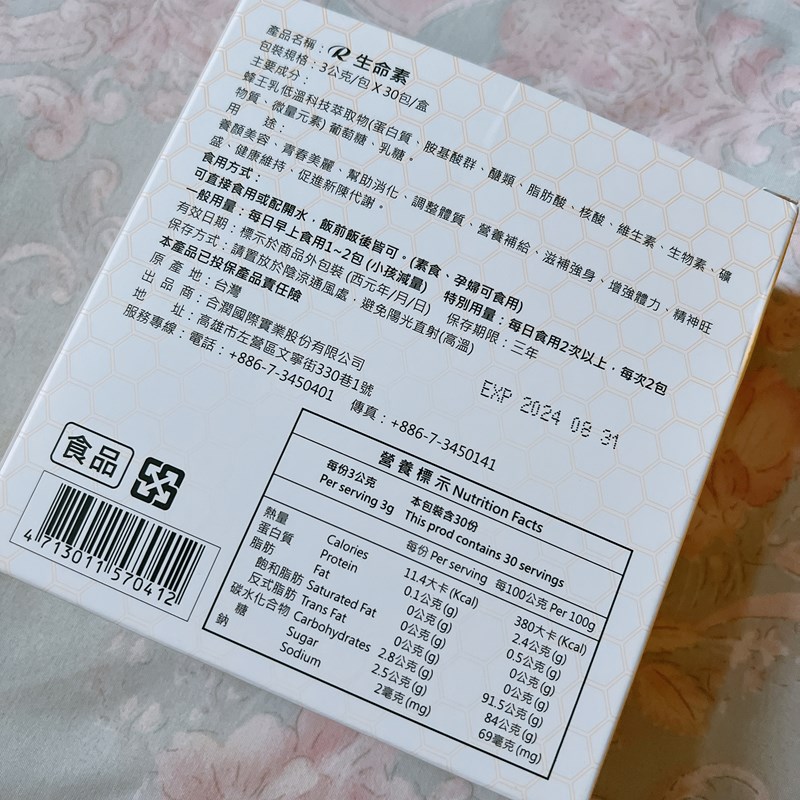 產品名稱：R 生命素
包裝規格：3公克/包 X 30包/盒
主要成分：
蜂王乳低溫科技萃取物(蛋白質、胺基酸群、醣類、脂肪酸、核酸、維生素、生物素、礦
物質、微量元素) 葡萄糖、乳糖。
用　途：
養顏美容、青春美麗、幫助消化、調整體質、營養補給、滋補強身、增強體力、精神旺
盛、健康維持、促進新陳代謝。
食用方式：
可直接食用或配開水，飯前飯後皆可。(素食、孕婦可食用)
一般用量：每日早上食用1~2包 (小孩減量)　特別用量：每日食用2次以上，每次2包
有效日期：標示於商品外包裝 (西元年/月/日)　保存期限：三年
保存方式：請置放於陰涼通風處，避免陽光直射(高溫)
本產品已投保產品責任險
原 產 地：台灣
出 品 商：合潤國際實業股份有限公司
地　址：高雄市左營區文寧街330巷1號
服務專線：電話：+886-7-3450401　傳真：+886-7-3450141
EXP 2024 08 31
食品
4 713011 570412
營養標示 Nutrition Facts
每份3公克　本包裝含30份
Per serving 3g　This prod contains 30 servings
每份 Per serving　每100公克 Per 100g
熱量 Calories 11.4大卡(Kcal) 380大卡(Kcal)
蛋白質 Protein 0.1公克(g) 2.4公克(g)
脂肪 Fat 0公克(g) 0.5公克(g)
飽和脂肪 Saturated Fat 0公克(g) 0公克(g)
反式脂肪 Trans Fat 0公克(g) 0公克(g)
碳水化合物 Carbohydrates 2.8公克(g) 91.5公克(g)
糖 Sugar 2.5公克(g) 84公克(g)
鈉 Sodium 2毫克(mg) 69毫克(mg)